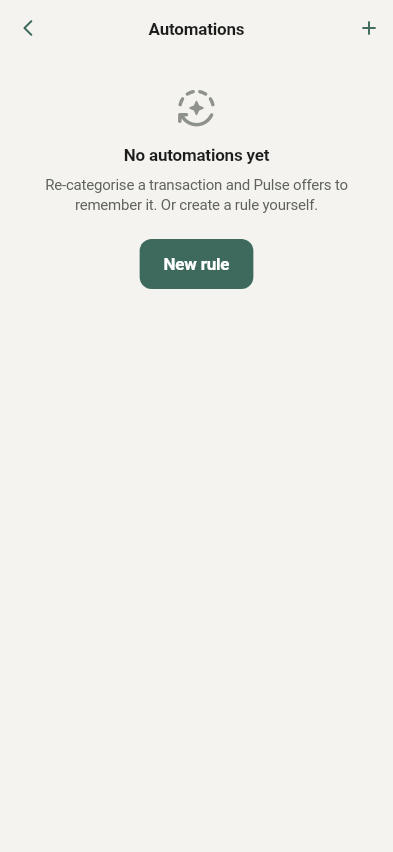 Automations
No automations yet
Re-categorise a transaction and Pulse offers to
remember it. Or create a rule yourself.
New rule